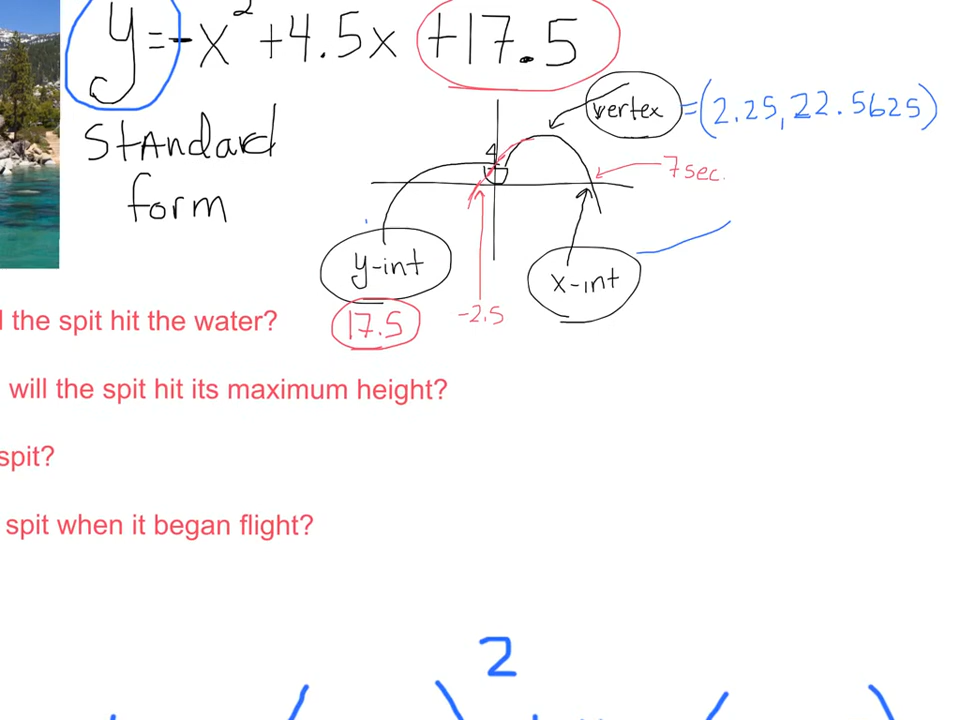 y = -x² + 4.5x + 17.5
StAndard
form
vertex = (2.25, 22.5625)
7 sec.
y-int
x-int
17.5
-2.5
the spit hit the water?
will the spit hit its maximum height?
spit?
spit when it began flight?
2
( ) (